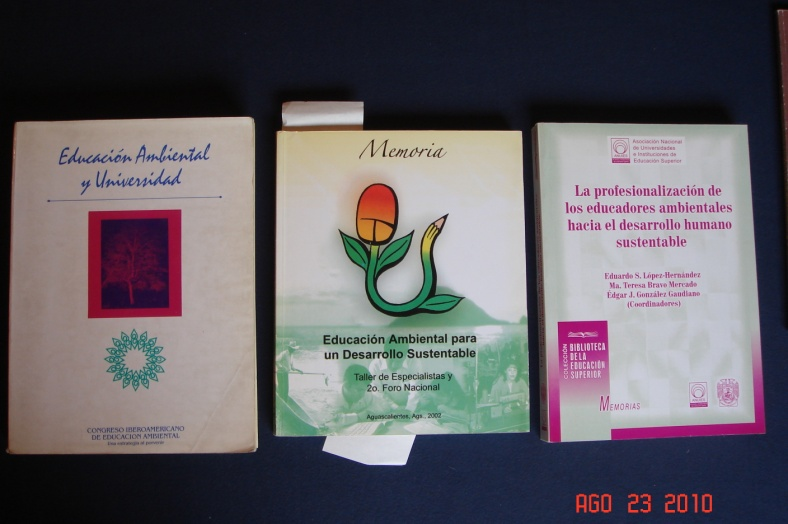 Educación Ambiental
y Universidad
CONGRESO IBEROAMERICANO
DE EDUCACION AMBIENTAL
Memoria
Educación Ambiental para
un Desarrollo Sustentable
Taller de Especialistas y
2o. Foro Nacional
Aguascalientes, Ags., 2002
Asociación Nacional
de Universidades
e Instituciones de
Educación Superior
La profesionalización de
los educadores ambientales
hacia el desarrollo humano
sustentable
Eduardo S. López-Hernández
Ma. Teresa Bravo Mercado
Édgar J. González Gaudiano
(Coordinadores)
COLECCIÓN
BIBLIOTECA
DE LA
EDUCACIÓN
SUPERIOR
MEMORIAS
AGO 23 2010